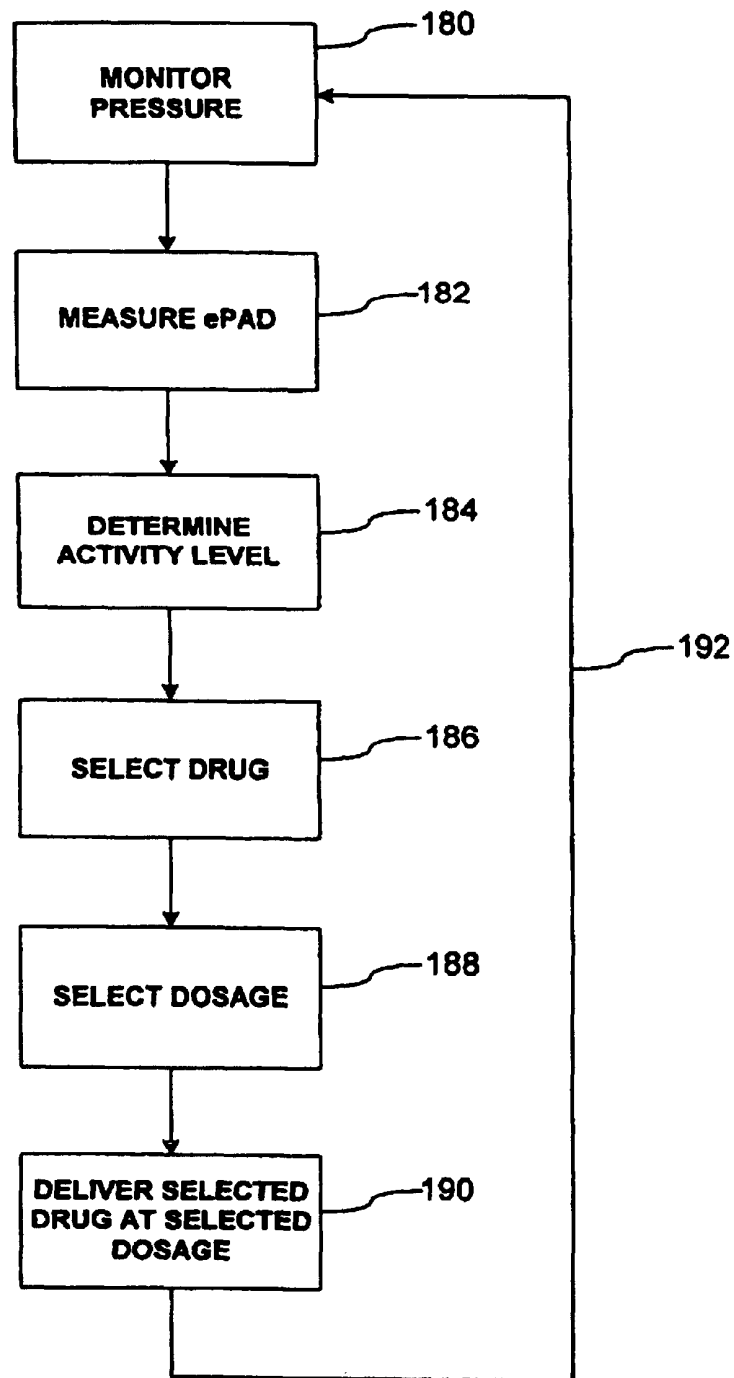 180
MONITOR
PRESSURE
182
MEASURE ePAD
184
DETERMINE
ACTIVITY LEVEL
192
186
SELECT DRUG
188
SELECT DOSAGE
190
DELIVER SELECTED
DRUG AT SELECTED
DOSAGE